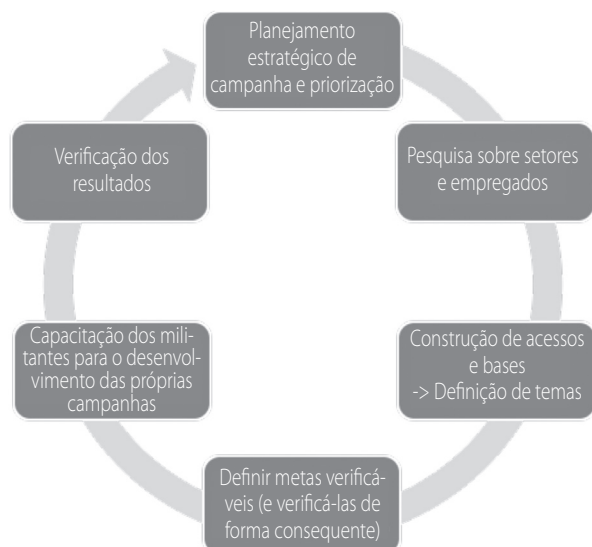 Planejamento
estratégico de
campanha e priorização
Pesquisa sobre setores
e empregados
Construção de acessos
e bases
-> Definição de temas
Definir metas verificá-
veis (e verificá-las de
forma consequente)
Capacitação dos mili-
tantes para o desenvol-
vimento das próprias
campanhas
Verificação dos
resultados